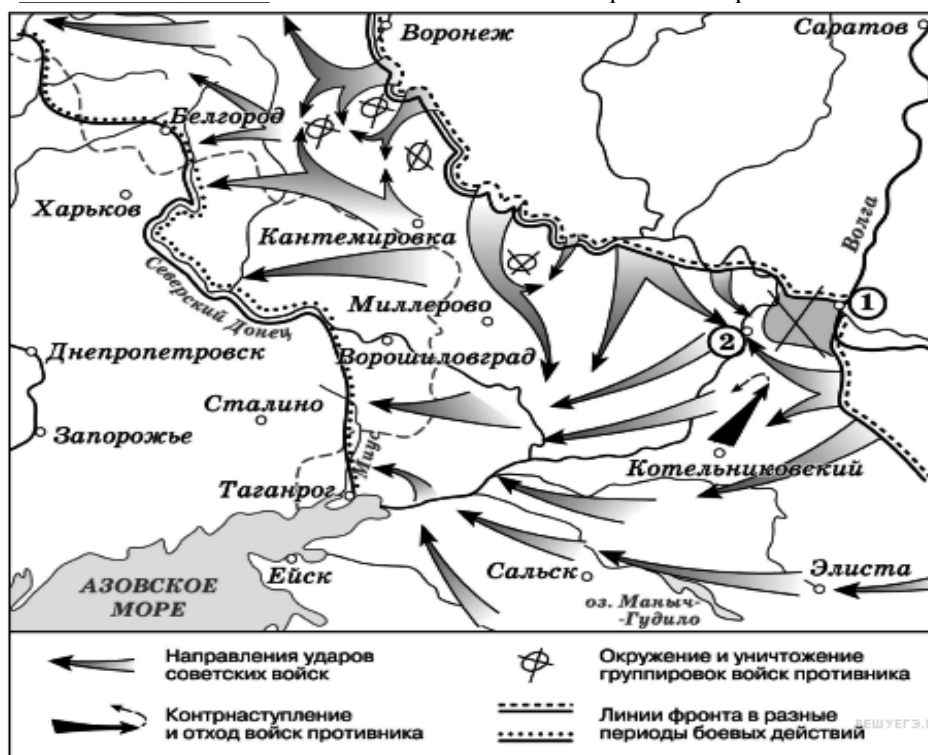 Воронеж
Саратов
Белгород
Харьков
Волга
Кантемировка
Северский Донец
Миллерово
1
2
Днепропетровск
Ворошиловград
Сталино
Запорожье
Миус
Котельниковский
Таганрог
АЗОВСКОЕ
МОРЕ
Ейск
Сальск
Элиста
оз. Маныч-
Гудило
Направления ударов
советских войск
Окружение и уничтожение
группировок войск противника
Контрнаступление
и отход войск противника
Линии фронта в разные
периоды боевых действий